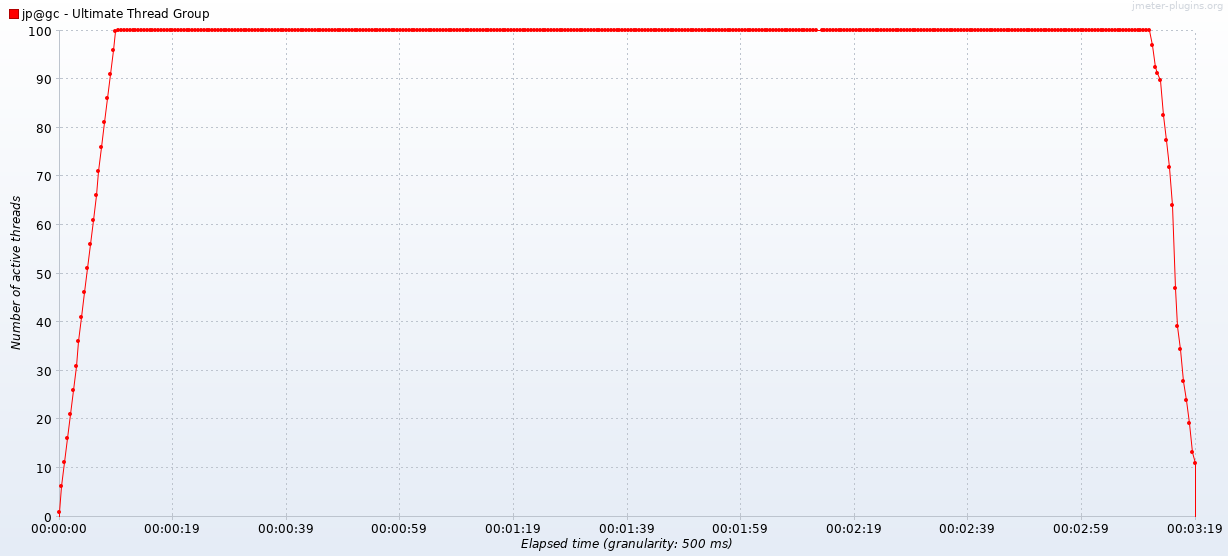 jmeter-plugins.org
jp@gc - Ultimate Thread Group
100
90
80
70
60
50
40
30
20
10
0
Number of active threads
00:00:00 00:00:19 00:00:39 00:00:59 00:01:19 00:01:39 00:01:59 00:02:19 00:02:39 00:02:59 00:03:19
Elapsed time (granularity: 500 ms)